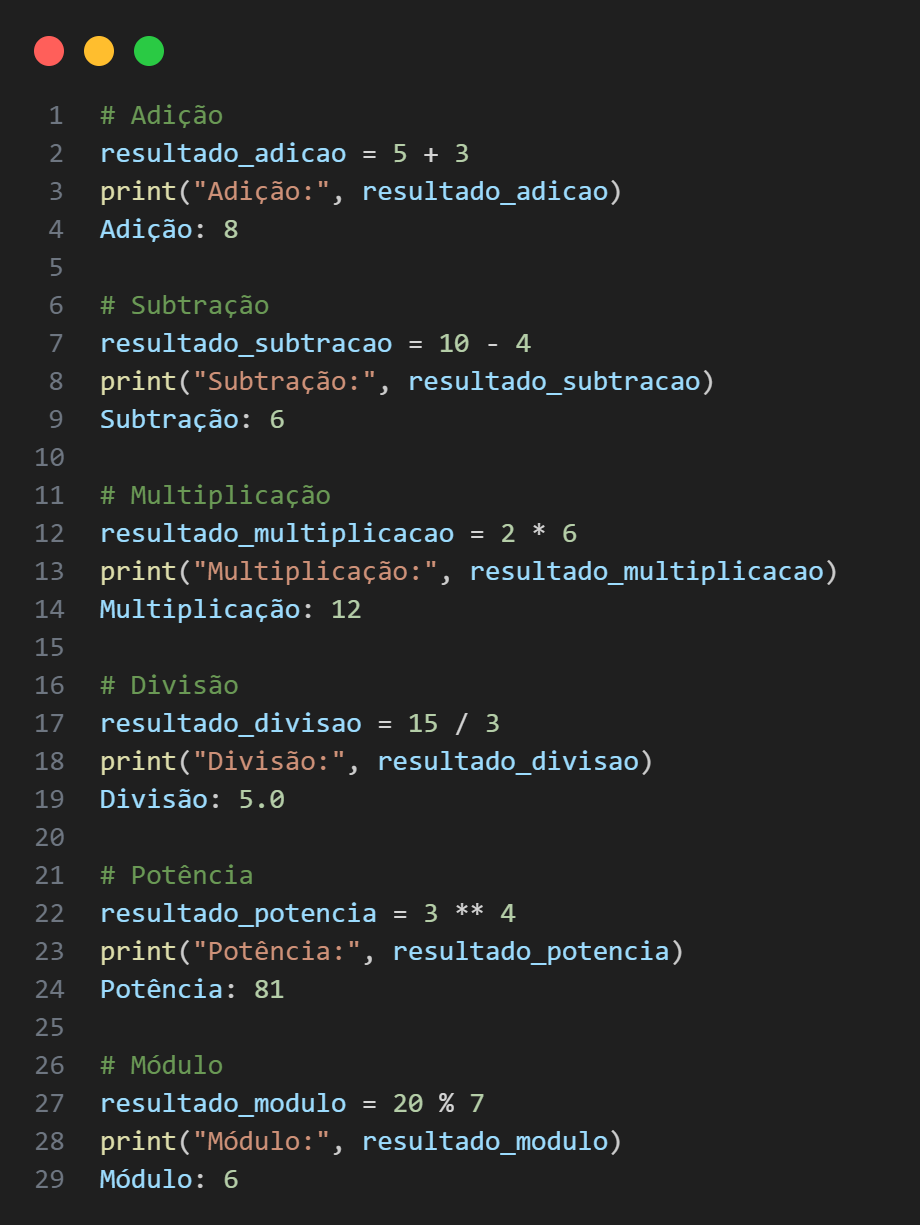 1 # Adição
2 resultado_adicao = 5 + 3
3 print("Adição:", resultado_adicao)
4 Adição: 8
5
6 # Subtração
7 resultado_subtracao = 10 - 4
8 print("Subtração:", resultado_subtracao)
9 Subtração: 6
10
11 # Multiplicação
12 resultado_multiplicacao = 2 * 6
13 print("Multiplicação:", resultado_multiplicacao)
14 Multiplicação: 12
15
16 # Divisão
17 resultado_divisao = 15 / 3
18 print("Divisão:", resultado_divisao)
19 Divisão: 5.0
20
21 # Potência
22 resultado_potencia = 3 ** 4
23 print("Potência:", resultado_potencia)
24 Potência: 81
25
26 # Módulo
27 resultado_modulo = 20 % 7
28 print("Módulo:", resultado_modulo)
29 Módulo: 6